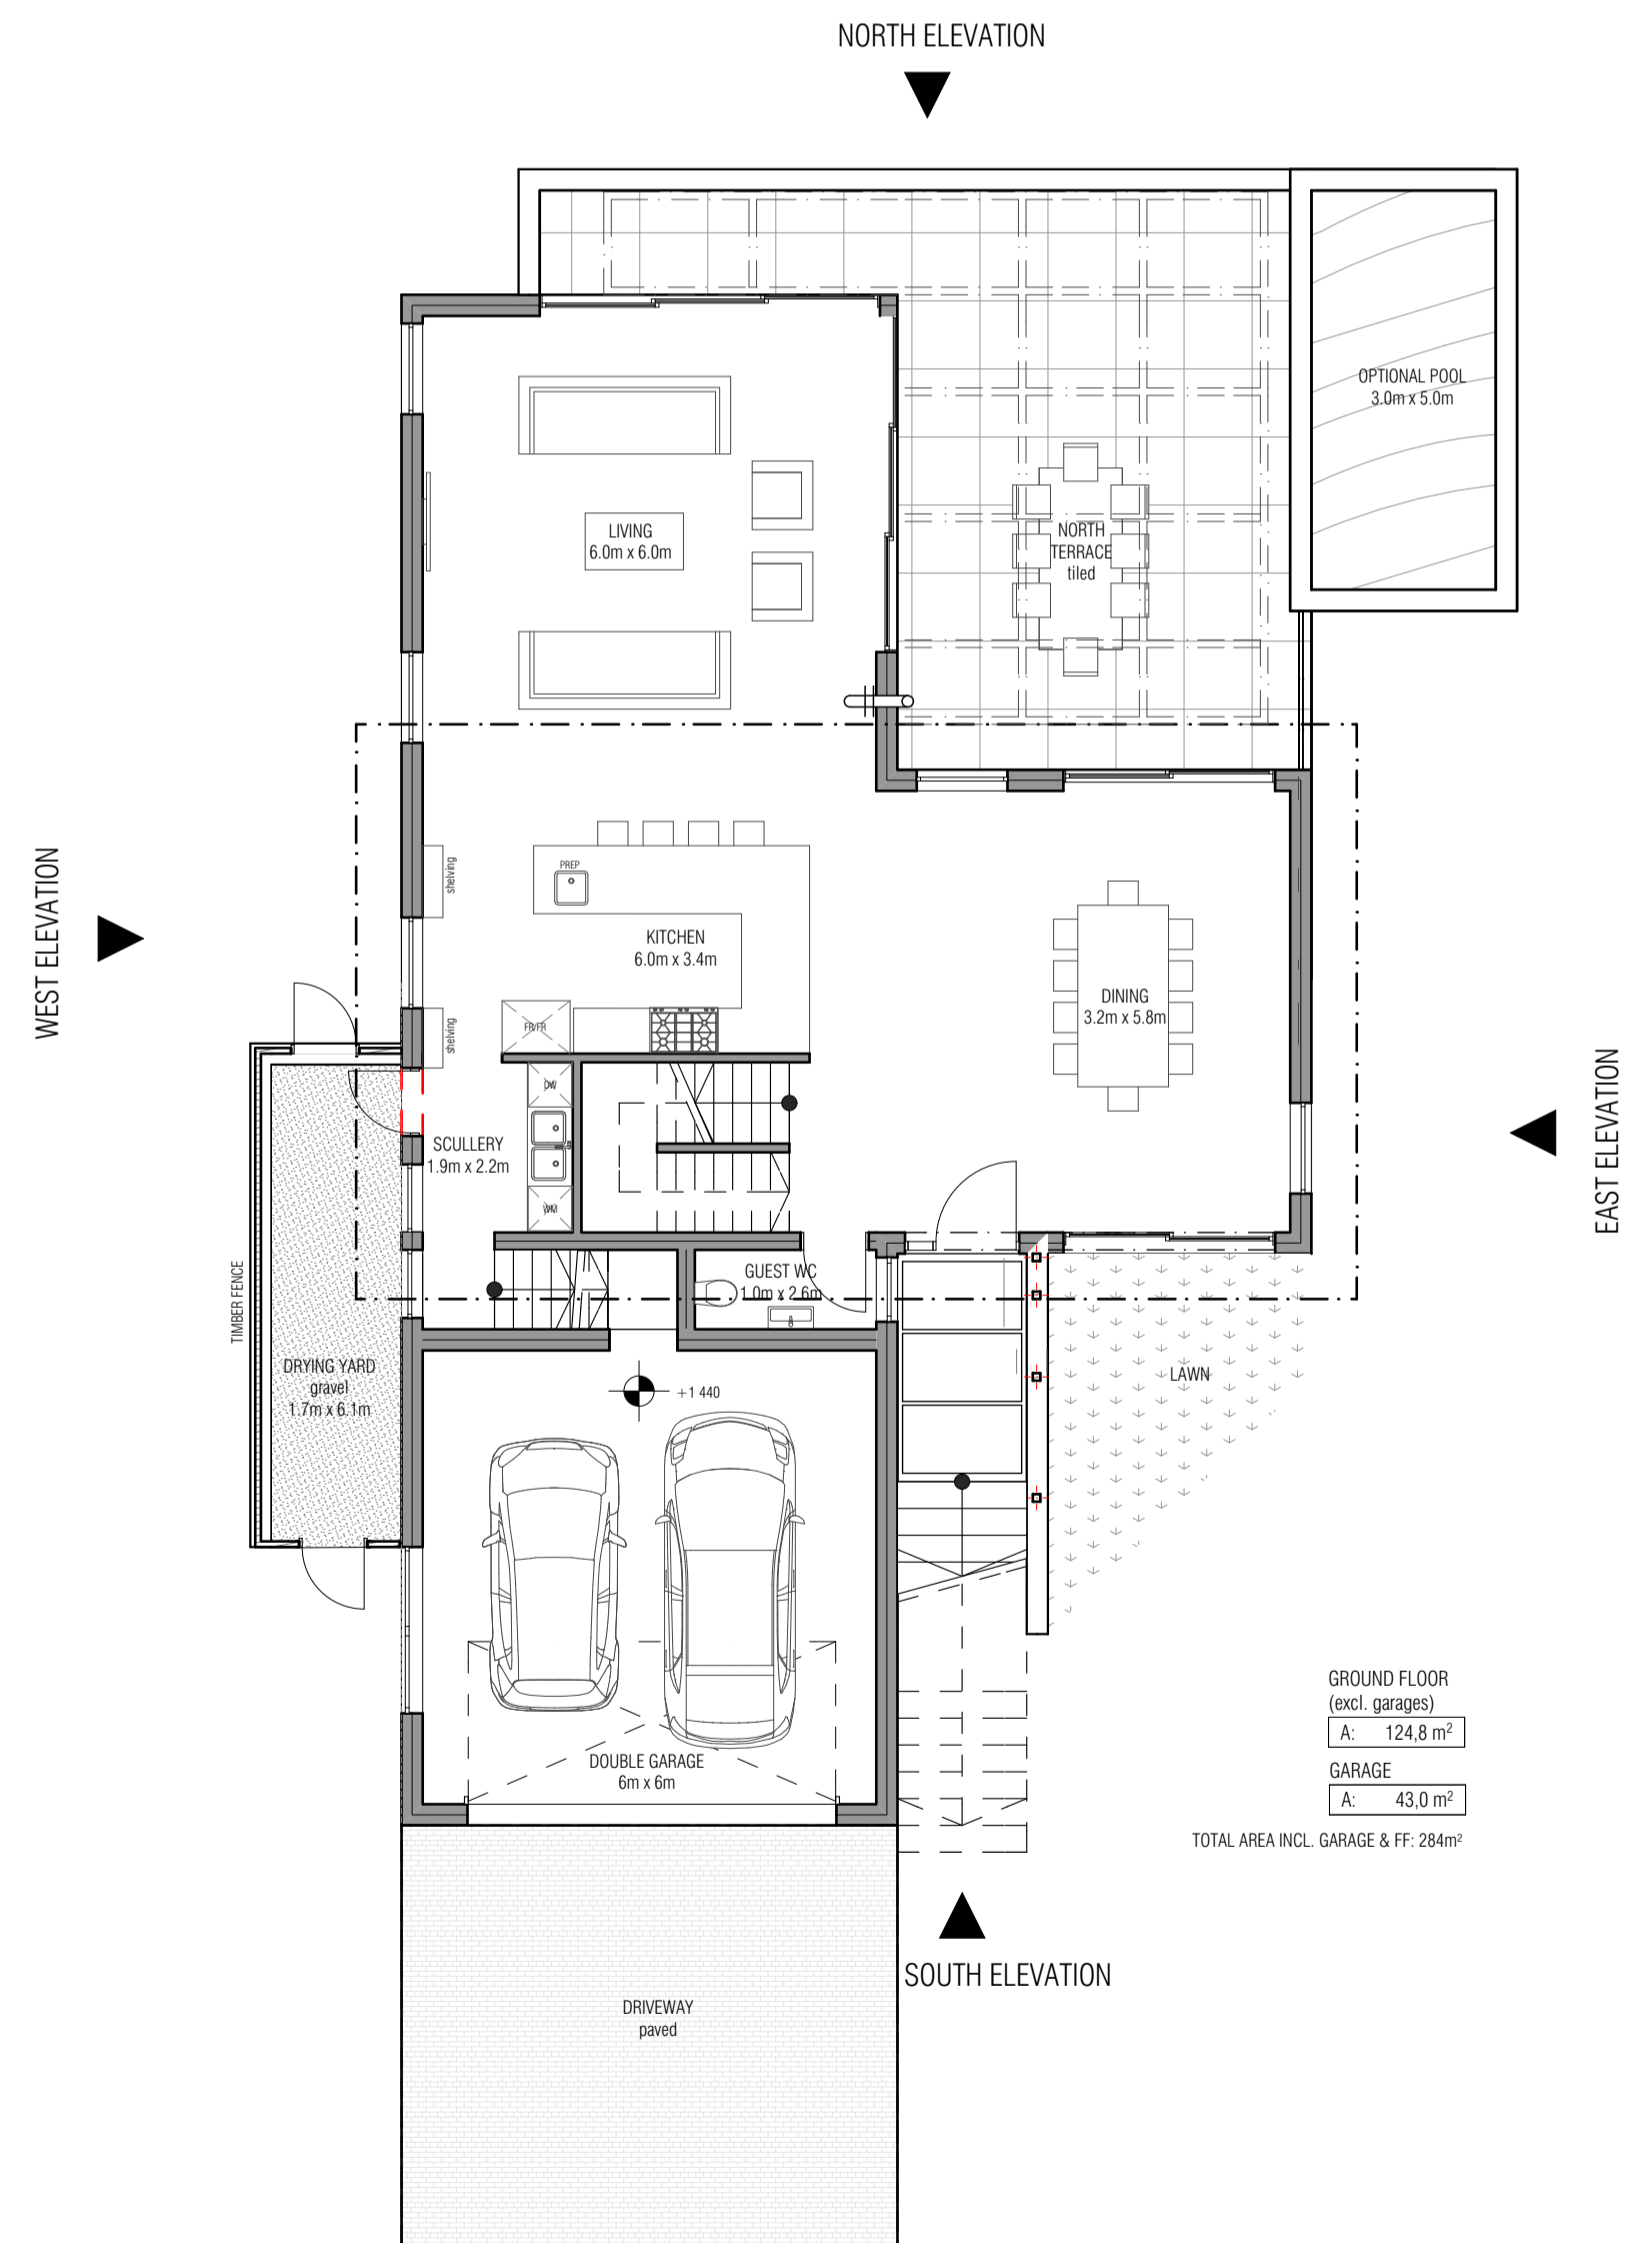 NORTH ELEVATION
OPTIONAL POOL
3.0m x 5.0m
LIVING
6.0m x 6.0m
NORTH
TERRACE
tiled
WEST ELEVATION
shelving
PREP
KITCHEN
6.0m x 3.4m
DINING
3.2m x 5.8m
FR/FR
shelving
EAST ELEVATION
DW
SCULLERY
1.9m x 2.2m
WM
TIMBER FENCE
GUEST WC
1.0m x 2.6m
DRYING YARD
gravel
1.7m x 6.1m
LAWN
+1 440
GROUND FLOOR
(excl. garages)
A: 124,8 m²
GARAGE
A: 43,0 m²
TOTAL AREA INCL. GARAGE & FF: 284m²
DOUBLE GARAGE
6m x 6m
SOUTH ELEVATION
DRIVEWAY
paved